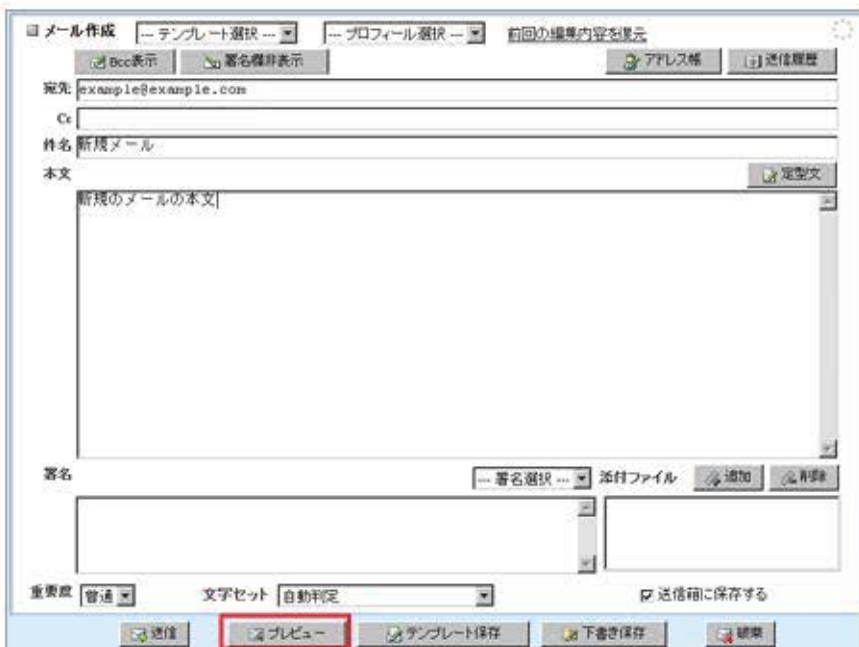 メール作成 --- テンプレート選択 --- --- プロフィール選択 --- 前回の編集内容を復元
Bcc表示 署名欄非表示 アドレス帳 送信履歴
宛先 example@example.com
Cc
件名 新規メール
本文 定型文
新規のメールの本文
署名 --- 署名選択 --- 添付ファイル 追加 削除
重要度 普通 文字セット 自動判定 送信箱に保存する
送信 プレビュー テンプレート保存 下書き保存 破棄